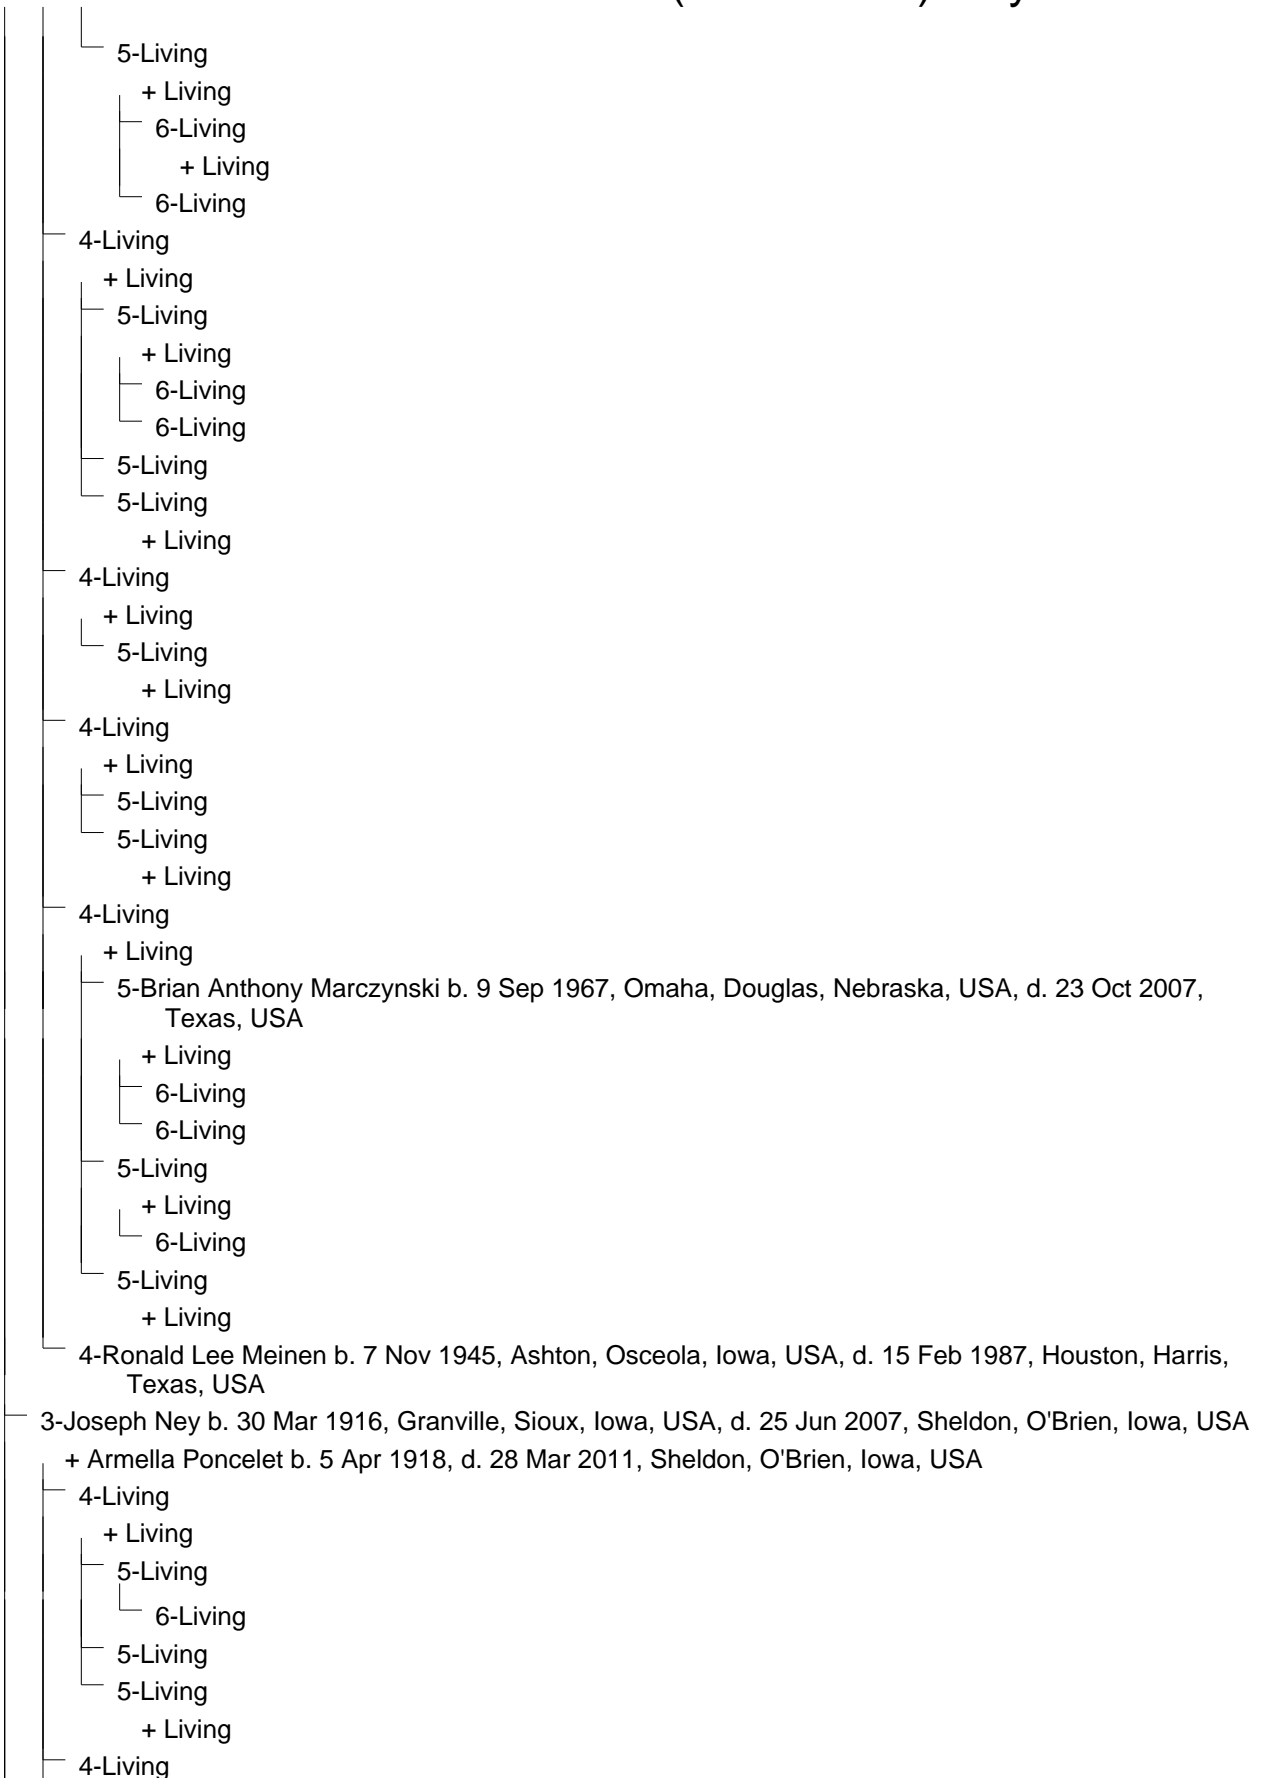 5-Living
+ Living
6-Living
+ Living
6-Living
4-Living
+ Living
5-Living
+ Living
6-Living
6-Living
5-Living
5-Living
+ Living
4-Living
+ Living
5-Living
+ Living
4-Living
+ Living
5-Living
5-Living
+ Living
4-Living
+ Living
5-Brian Anthony Marczynski b. 9 Sep 1967, Omaha, Douglas, Nebraska, USA, d. 23 Oct 2007,
Texas, USA
+ Living
6-Living
6-Living
5-Living
+ Living
6-Living
5-Living
+ Living
4-Ronald Lee Meinen b. 7 Nov 1945, Ashton, Osceola, Iowa, USA, d. 15 Feb 1987, Houston, Harris,
Texas, USA
3-Joseph Ney b. 30 Mar 1916, Granville, Sioux, Iowa, USA, d. 25 Jun 2007, Sheldon, O'Brien, Iowa, USA
+ Armella Poncelet b. 5 Apr 1918, d. 28 Mar 2011, Sheldon, O'Brien, Iowa, USA
4-Living
+ Living
5-Living
6-Living
5-Living
5-Living
+ Living
4-Living